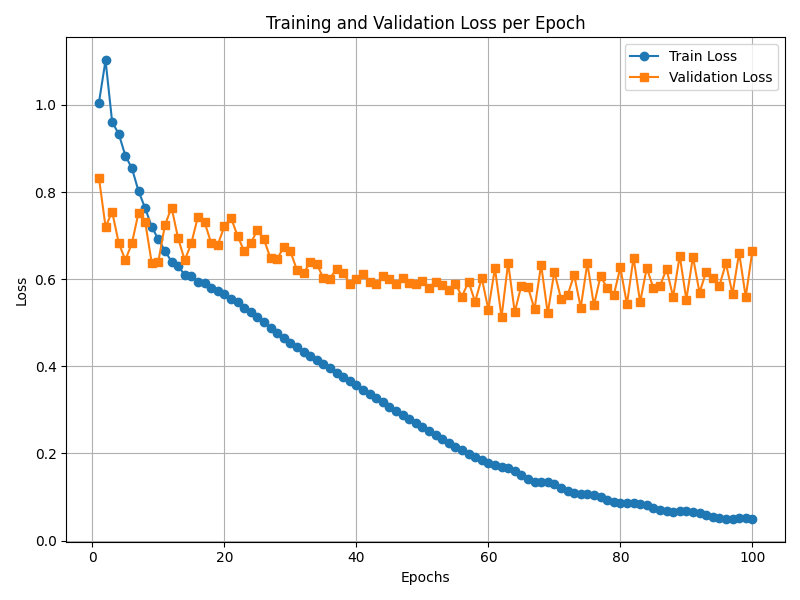 Training and Validation Loss per Epoch
Train Loss
Validation Loss
1.0
0.8
0.6
0.4
0.2
0.0
Loss
0 20 40 60 80 100
Epochs